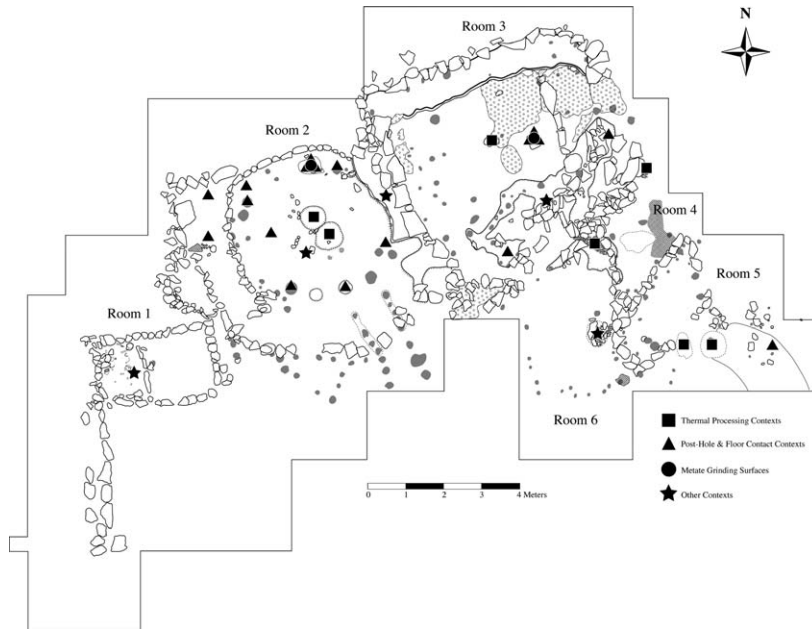 Room 3
N
Room 2
Room 4
Room 5
Room 1
Room 6
Thermal Processing Contexts
Post-Hole & Floor Contact Contexts
Metate Grinding Surfaces
Other Contexts
0 1 2 3 4 Meters